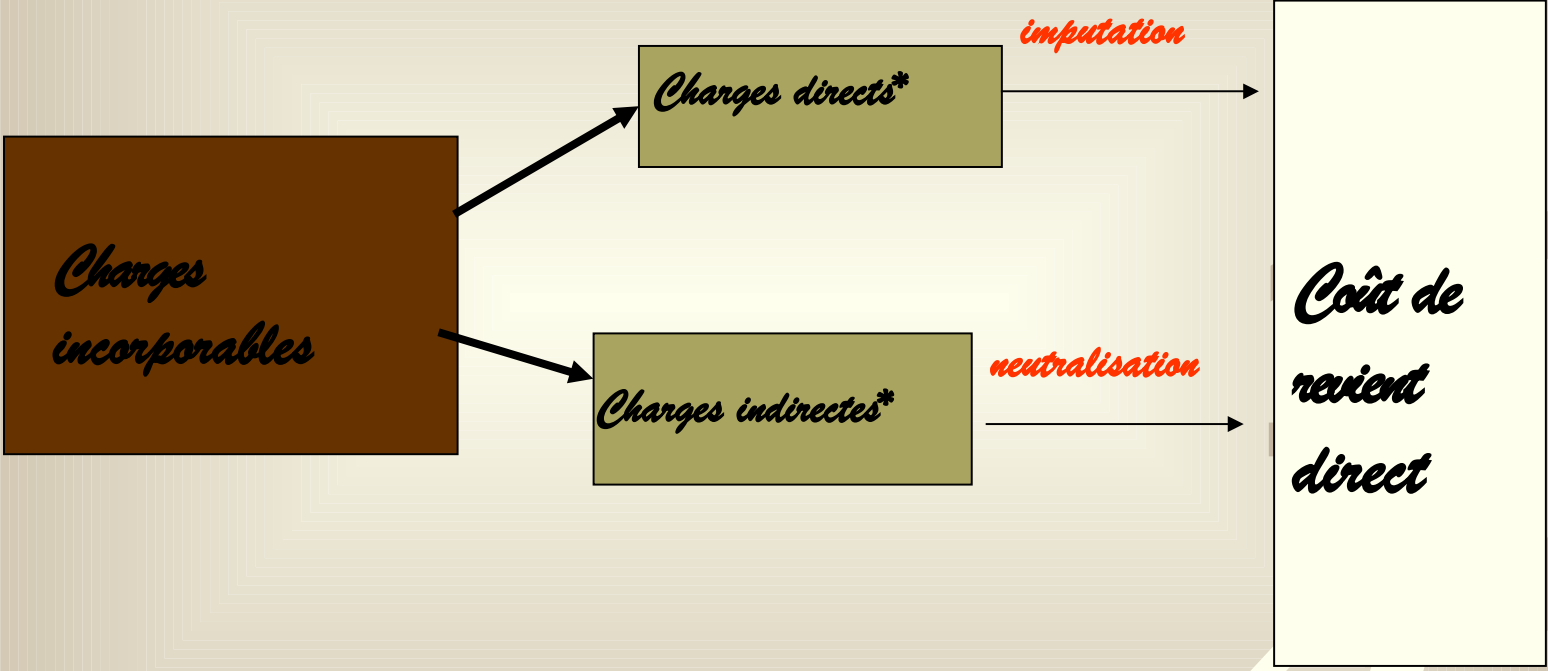 imputation
Charges directs*
Charges
incorporables
Charges indirectes*
neutralisation
Coût de
revient
direct